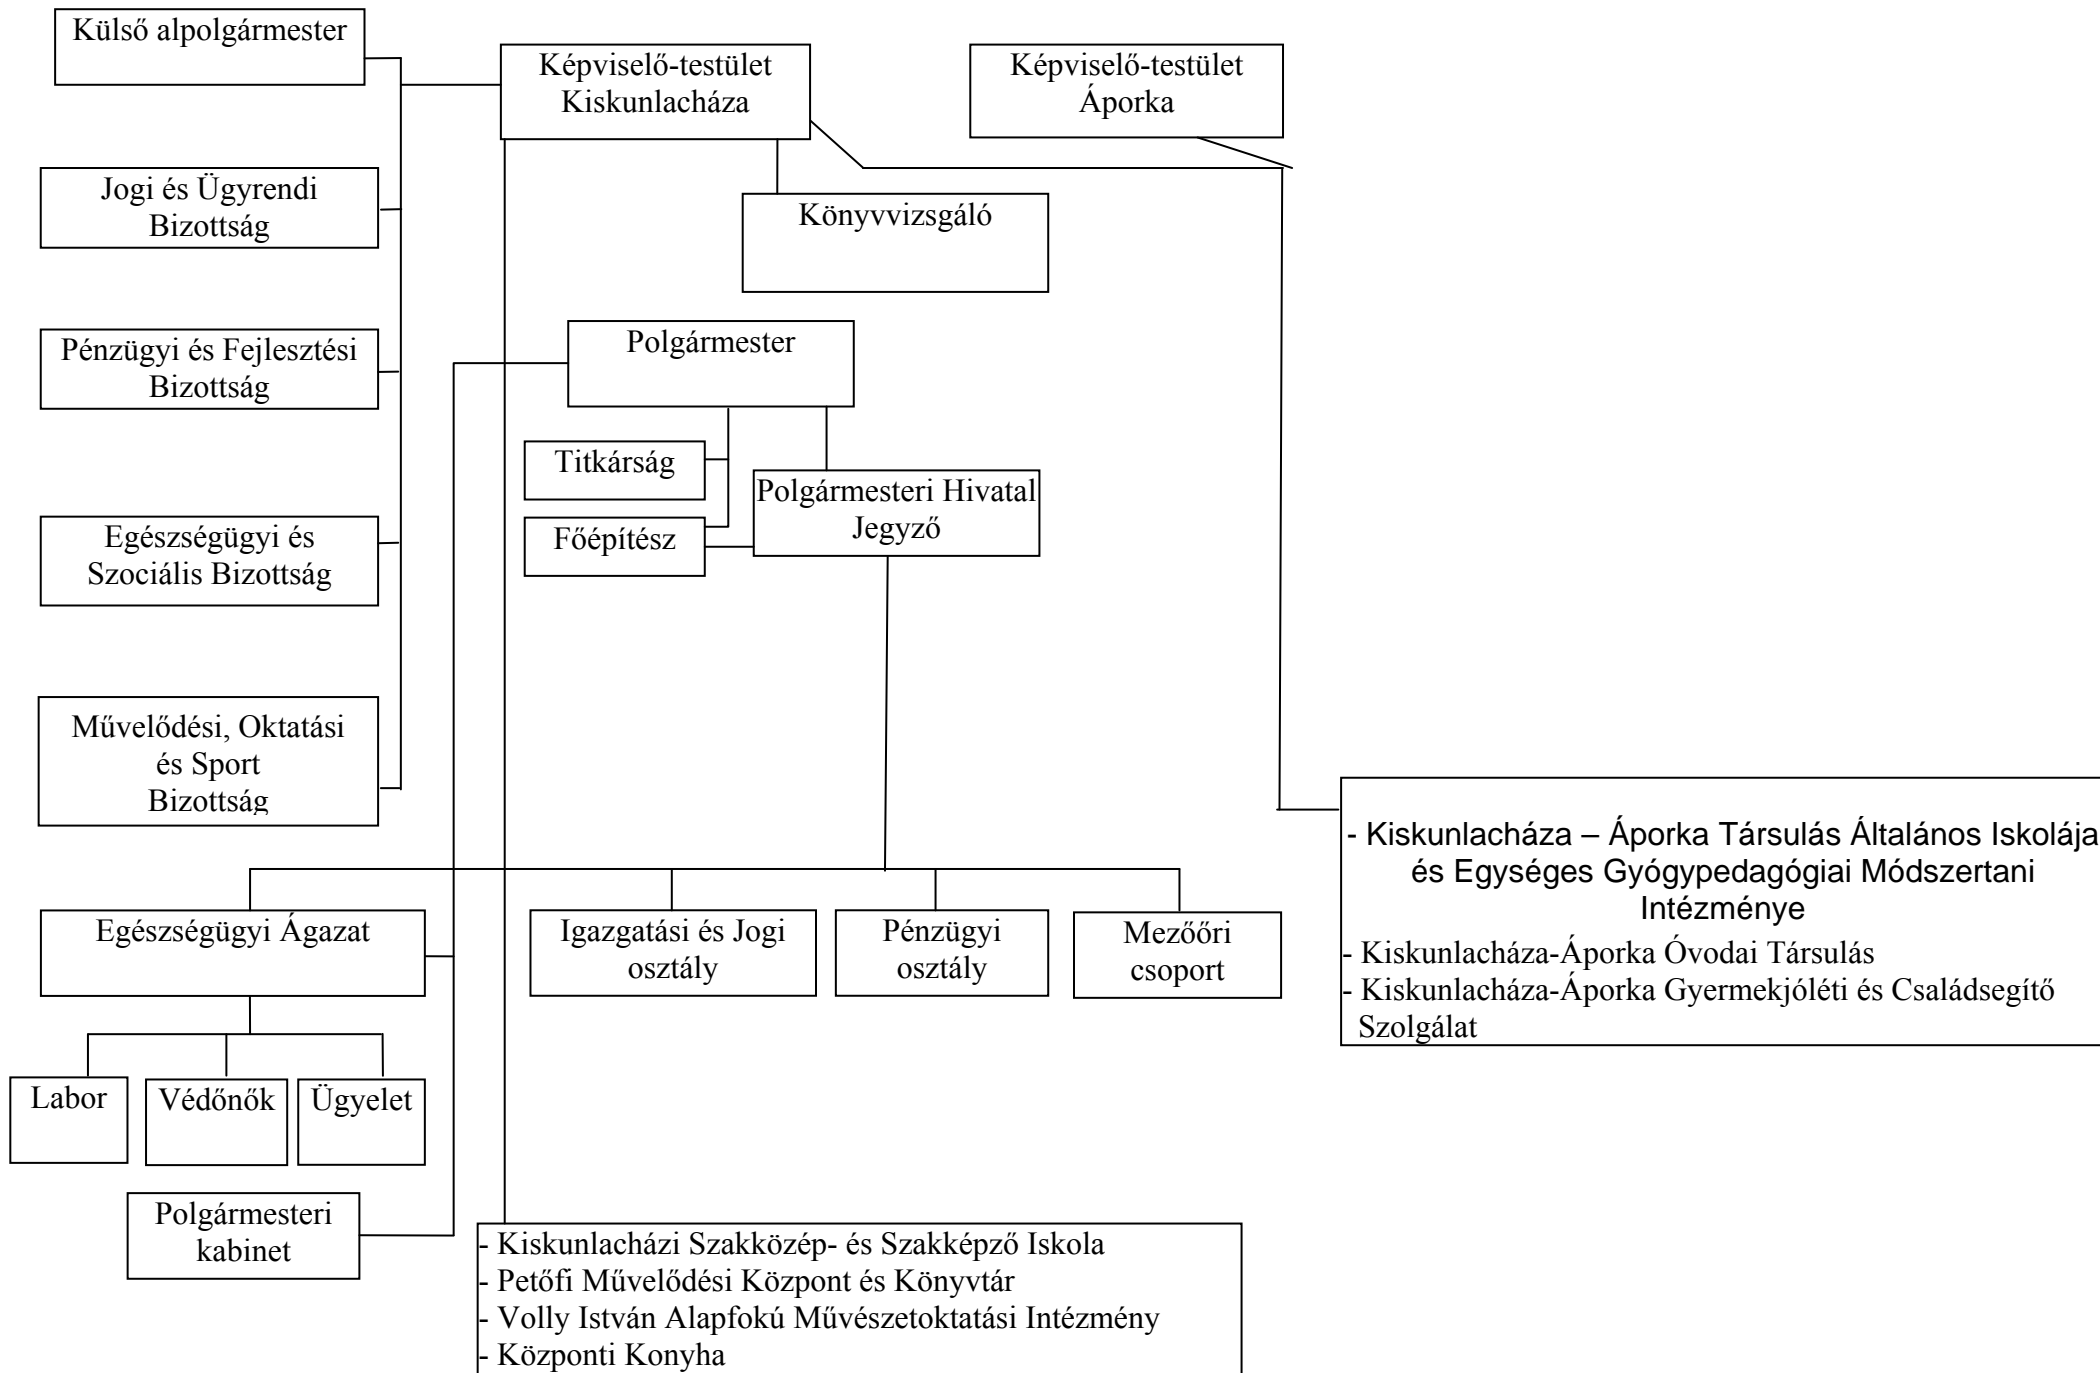 Külső alpolgármester
Képviselő-testület
Kiskunlacháza
Képviselő-testület
Áporka
Jogi és Ügyrendi
Bizottság
Könyvvizsgáló
Pénzügyi és Fejlesztési
Bizottság
Polgármester
Titkárság
Polgármesteri Hivatal
Jegyző
Főépítész
Egészségügyi és
Szociális Bizottság
Művelődési, Oktatási
és Sport
Bizottság
- Kiskunlacháza – Áporka Társulás Általános Iskolája
és Egységes Gyógypedagógiai Módszertani
Intézménye
- Kiskunlacháza-Áporka Óvodai Társulás
- Kiskunlacháza-Áporka Gyermekjóléti és Családsegítő
Szolgálat
Egészségügyi Ágazat
Igazgatási és Jogi
osztály
Pénzügyi
osztály
Mezőőri
csoport
Labor
Védőnők
Ügyelet
Polgármesteri
kabinet
- Kiskunlacházi Szakközép- és Szakképző Iskola
- Petőfi Művelődési Központ és Könyvtár
- Volly István Alapfokú Művészetoktatási Intézmény
- Központi Konyha